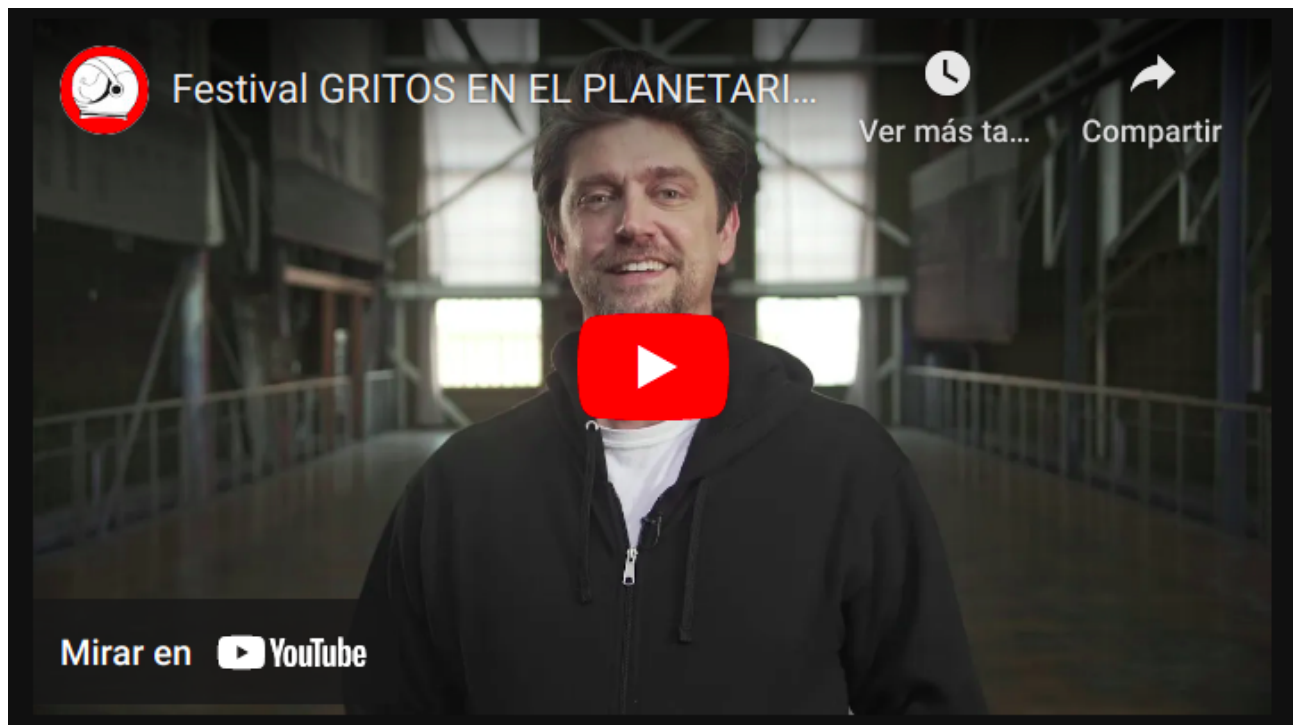 Festival GRITOS EN EL PLANETARI...
Ver más ta...
Compartir
Mirar en YouTube